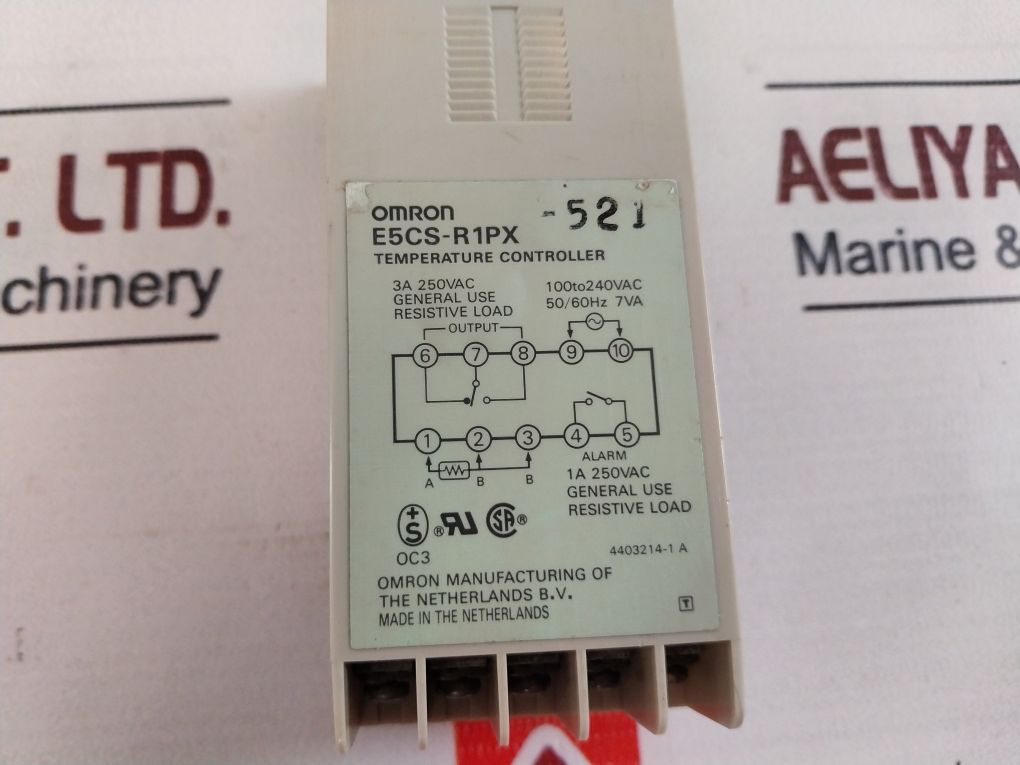 T. LTD.
chinery
AELIYA
Marine &
OMRON -521
E5CS-R1PX
TEMPERATURE CONTROLLER
3A 250VAC
GENERAL USE
RESISTIVE LOAD
100to240VAC
50/60Hz 7VA
OUTPUT
6 7 8 9 10
1 2 3 4 5
A B B
ALARM
1A 250VAC
GENERAL USE
RESISTIVE LOAD
+S ® RU SA ®
OC3
4403214-1 A
OMRON MANUFACTURING OF
THE NETHERLANDS B.V.
MADE IN THE NETHERLANDS
T